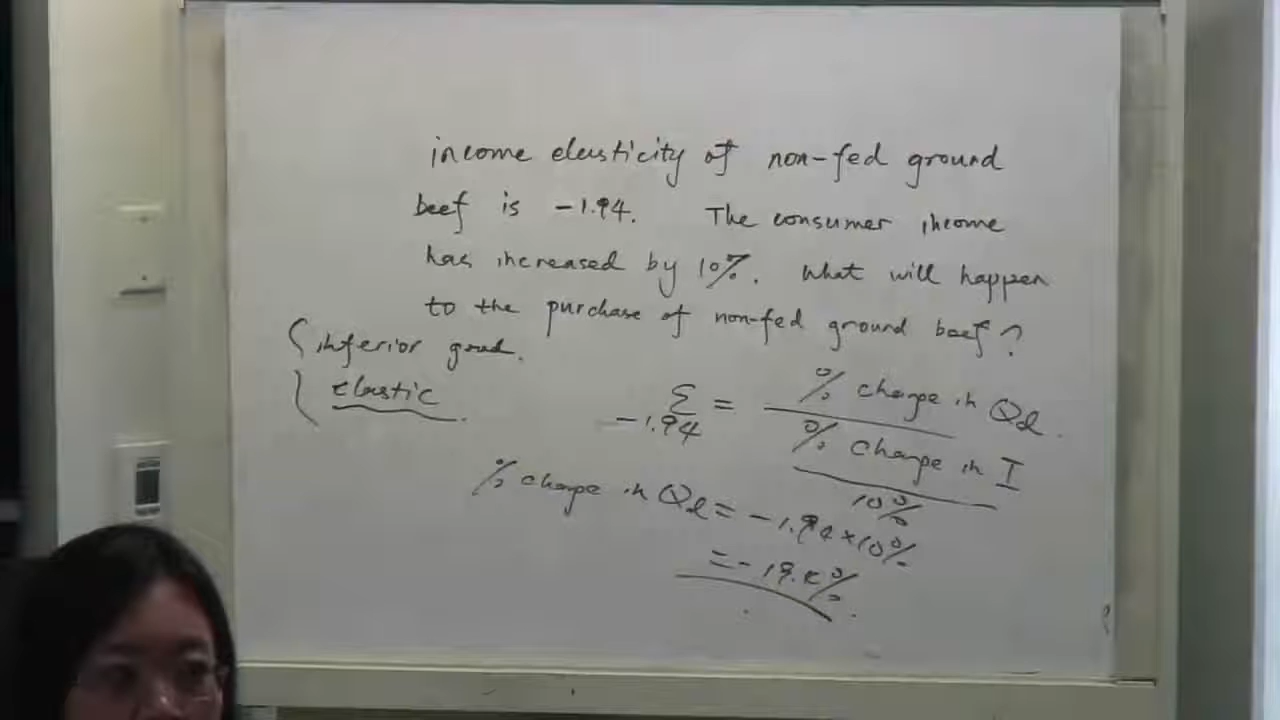 income elasticity of non-fed ground
beef is -1.94. The consumer income
has increased by 10%. What will happen
to the purchase of non-fed ground beef?
inferior good.
elastic
Σ = % change in Qd.
-1.94
% change in I
10%
% change in Qd = -1.94 × 10%
= -19.4%.